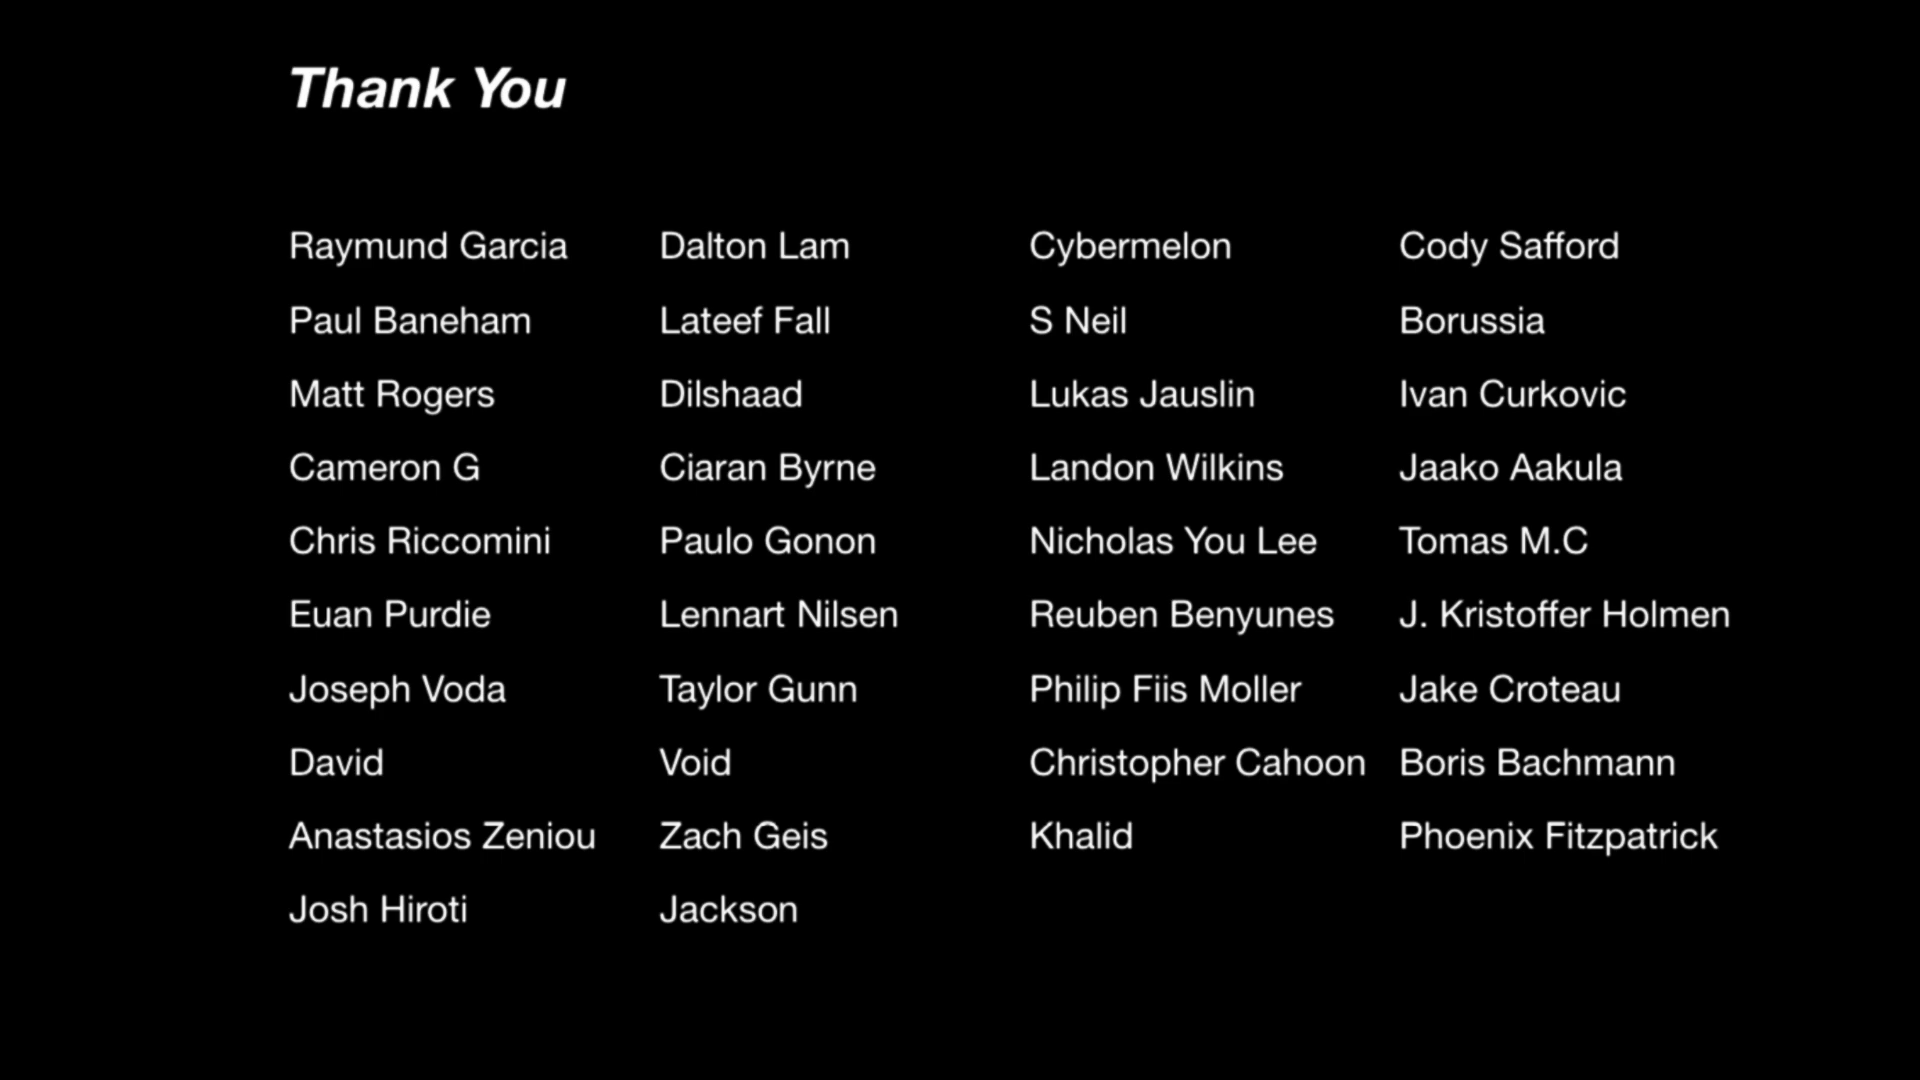 Thank You
Raymund Garcia
Paul Baneham
Matt Rogers
Cameron G
Chris Riccomini
Euan Purdie
Joseph Voda
David
Anastasios Zeniou
Josh Hiroti
Dalton Lam
Lateef Fall
Dilshaad
Ciaran Byrne
Paulo Gonon
Lennart Nilsen
Taylor Gunn
Void
Zach Geis
Jackson
Cybermelon
S Neil
Lukas Jauslin
Landon Wilkins
Nicholas You Lee
Reuben Benyunes
Philip Fiis Moller
Christopher Cahoon
Khalid
Cody Safford
Borussia
Ivan Curkovic
Jaako Aakula
Tomas M.C
J. Kristoffer Holmen
Jake Croteau
Boris Bachmann
Phoenix Fitzpatrick